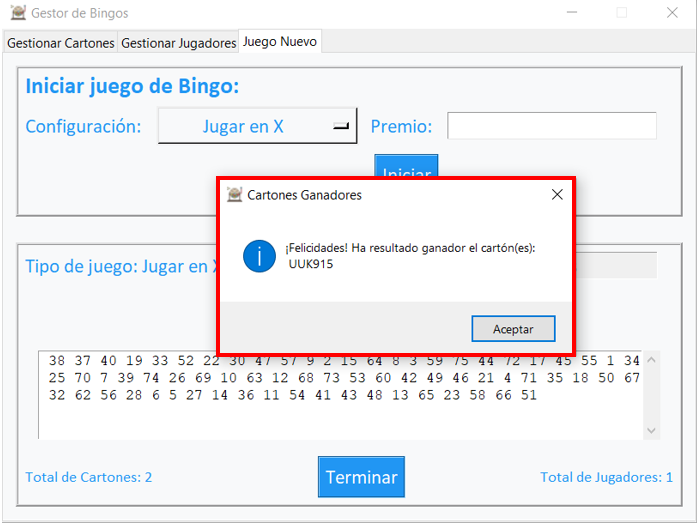 Gestor de Bingos
Gestionar Cartones Gestionar Jugadores Juego Nuevo
Iniciar juego de Bingo:
Configuración: Jugar en X Premio:
Iniciar
Cartones Ganadores
¡Felicidades! Ha resultado ganador el cartón(es):
UUK915
Aceptar
Tipo de juego: Jugar en X
38 37 40 19 33 52 22 30 47 57 9 2 15 64 8 3 59 75 44 72 17 45 55 1 34
25 70 7 39 74 26 69 10 63 12 68 73 53 60 42 49 46 21 4 71 35 18 50 67
32 62 56 28 6 5 27 14 36 11 54 41 43 48 13 65 23 58 66 51
Total de Cartones: 2 Terminar Total de Jugadores: 1